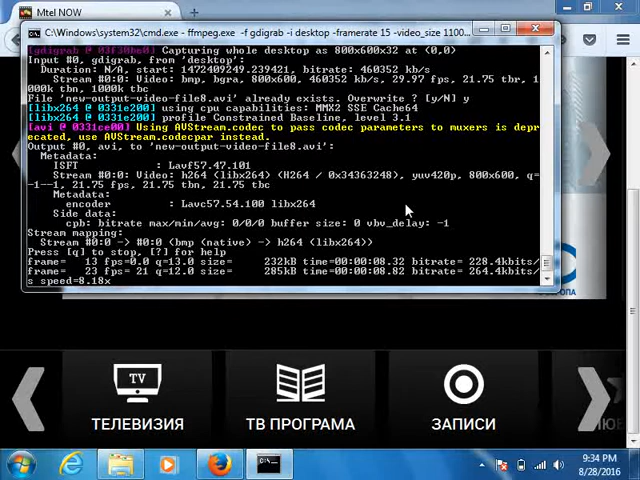 Mtel NOW
C:\Windows\system32\cmd.exe - ffmpeg.exe -f gdigrab -i desktop -framerate 15 -video_size 1100...
[gdigrab @ 03f30be0] Capturing whole desktop as 800x600x32 at (0,0)
Input #0, gdigrab, from 'desktop':
Duration: N/A, start: 1472409249.239421, bitrate: 460352 kb/s
Stream #0:0: Video: bmp, bgra, 800x600, 460352 kb/s, 29.97 fps, 21.75 tbr, 1
000k tbn, 1000k tbc
File 'new-output-video-file8.avi' already exists. Overwrite ? [y/N] y
[libx264 @ 0331e200] using cpu capabilities: MMX2 SSE Cache64
[libx264 @ 0331e200] profile Constrained Baseline, level 3.1
[avi @ 0331ce00] Using AVStream.codec to pass codec parameters to muxers is depr
ecated, use AVStream.codecpar instead.
Output #0, avi, to 'new-output-video-file8.avi':
Metadata:
ISFT : Lavf57.47.101
Stream #0:0: Video: h264 (libx264) (H264 / 0x34363248), yuv420p, 800x600, q=
-1--1, 21.75 fps, 21.75 tbn, 21.75 tbc
Metadata:
encoder : Lavc57.54.100 libx264
Side data:
cpb: bitrate max/min/avg: 0/0/0 buffer size: 0 vbv_delay: -1
Stream mapping:
Stream #0:0 -> #0:0 (bmp (native) -> h264 (libx264))
Press [q] to stop, [?] for help
frame= 13 fps=0.0 q=13.0 size= 232kB time=00:00:08.32 bitrate= 228.4kbits/
frame= 23 fps= 21 q=12.0 size= 285kB time=00:00:08.82 bitrate= 264.4kbits/
s speed=8.18x
ТЕЛЕВИЗИЯ
TV
ТВ ПРОГРАМА
ЗАПИСИ
9:34 PM
8/28/2016